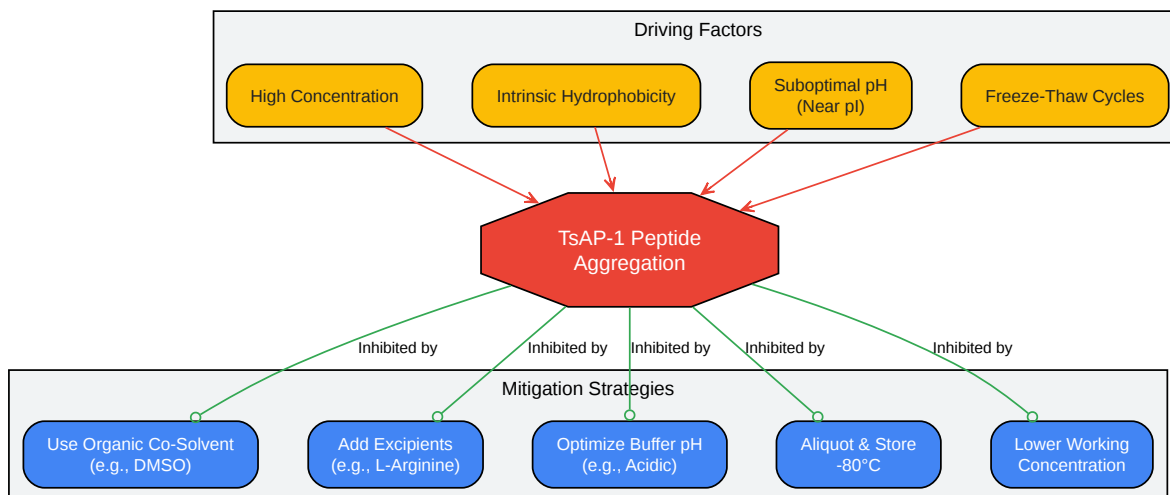 Driving Factors
High Concentration
Intrinsic Hydrophobicity
Suboptimal pH
(Near pI)
Freeze-Thaw Cycles
TsAP-1 Peptide
Aggregation
Inhibited by
Inhibited by
Inhibited by
Inhibited by
Inhibited by
Mitigation Strategies
Use Organic Co-Solvent
(e.g., DMSO)
Add Excipients
(e.g., L-Arginine)
Optimize Buffer pH
(e.g., Acidic)
Aliquot & Store
-80°C
Lower Working
Concentration